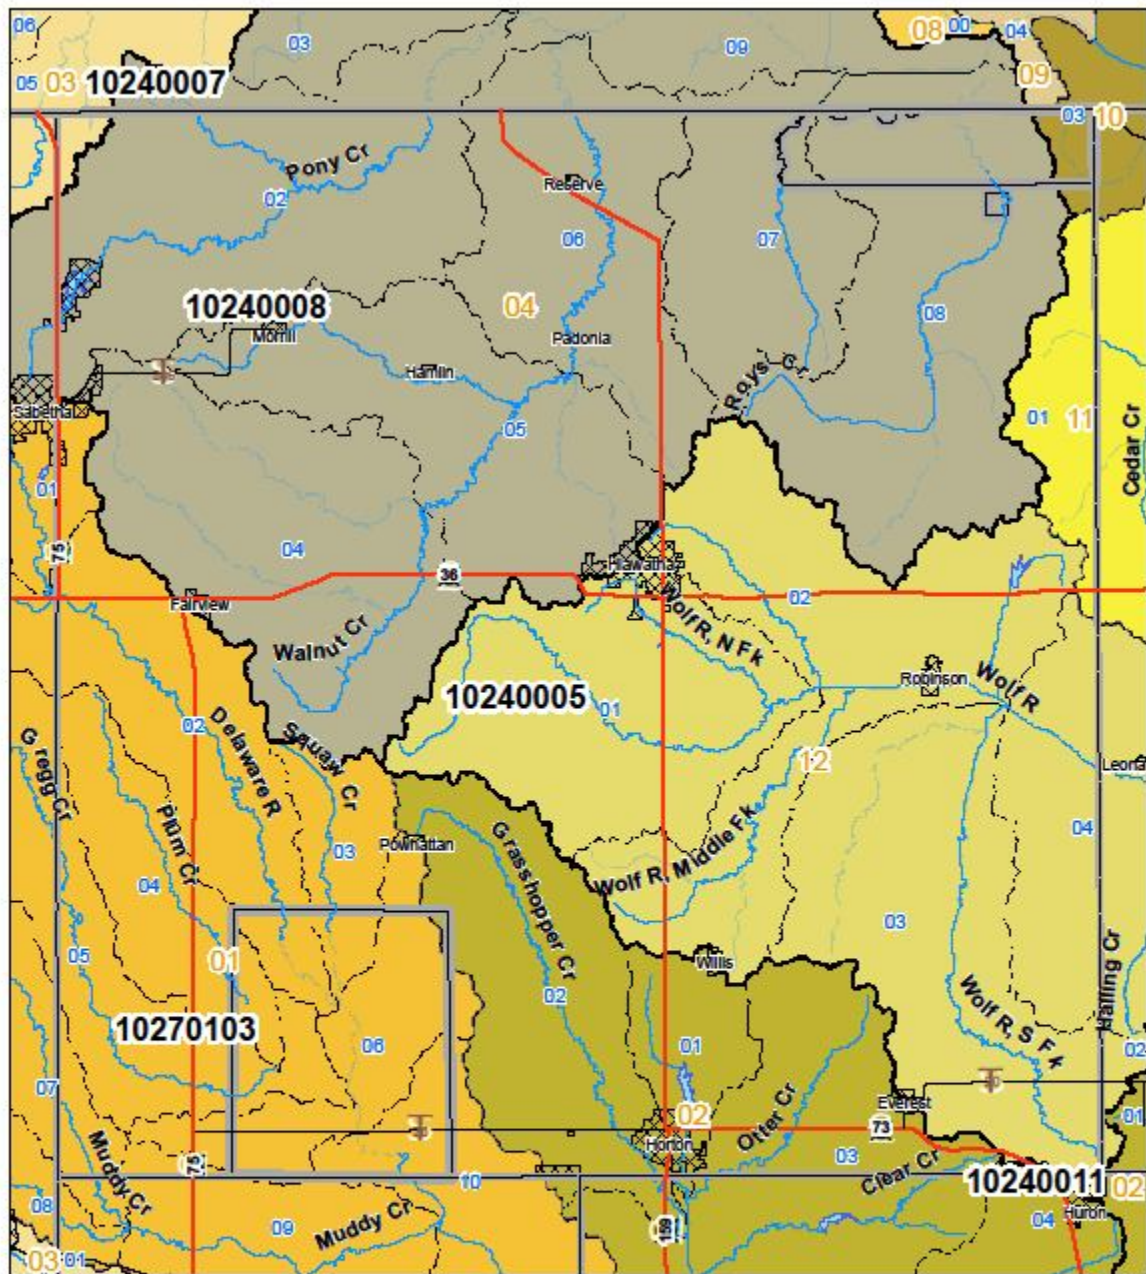 06
03
09
08
00
04
05
03
10240007
09
03
10
Pony Cr
02
Reserve
06
07
10240008
04
08
Morrill
Padonia
Hamlin
Roys Cr
Sabetha
05
01
11
Cedar Cr
01
04
75
36
Hiawatha
Fairview
02
Walnut Cr
Wolf R, N Fk
10240005
01
Robinson
Wolf R
Gregg Cr
02
Delaware R
Squaw Cr
12
Leona
Plum Cr
03
Powhattan
04
04
Grasshopper Cr
Wolf R, Middle Fk
03
05
01
Willis
02
Halling Cr
10270103
06
01
Wolf R, S Fk
02
07
Everest
01
02
Otter Cr
73
Horton
75
03
Clear Cr
10240011
02
Muddy Cr
10
08
09
Muddy Cr
04
Huron
159
03
01